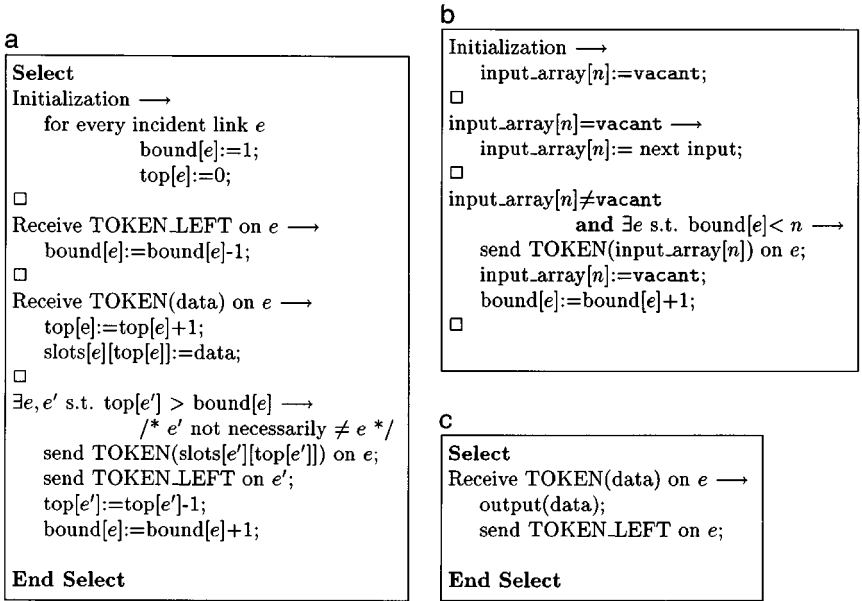 a
Select
Initialization ⟶
for every incident link e
bound[e]:=1;
top[e]:=0;
□
Receive TOKEN_LEFT on e ⟶
bound[e]:=bound[e]-1;
□
Receive TOKEN(data) on e ⟶
top[e]:=top[e]+1;
slots[e][top[e]]:=data;
□
∃e, e′ s.t. top[e′] > bound[e] ⟶
/* e′ not necessarily ≠ e */
send TOKEN(slots[e′][top[e′]]) on e;
send TOKEN_LEFT on e′;
top[e′]:=top[e′]-1;
bound[e]:=bound[e]+1;
End Select
b
Initialization ⟶
input_array[n]:=vacant;
□
input_array[n]=vacant ⟶
input_array[n]:= next input;
□
input_array[n]≠vacant
and ∃e s.t. bound[e]< n ⟶
send TOKEN(input_array[n]) on e;
input_array[n]:=vacant;
bound[e]:=bound[e]+1;
□
c
Select
Receive TOKEN(data) on e ⟶
output(data);
send TOKEN_LEFT on e;
End Select